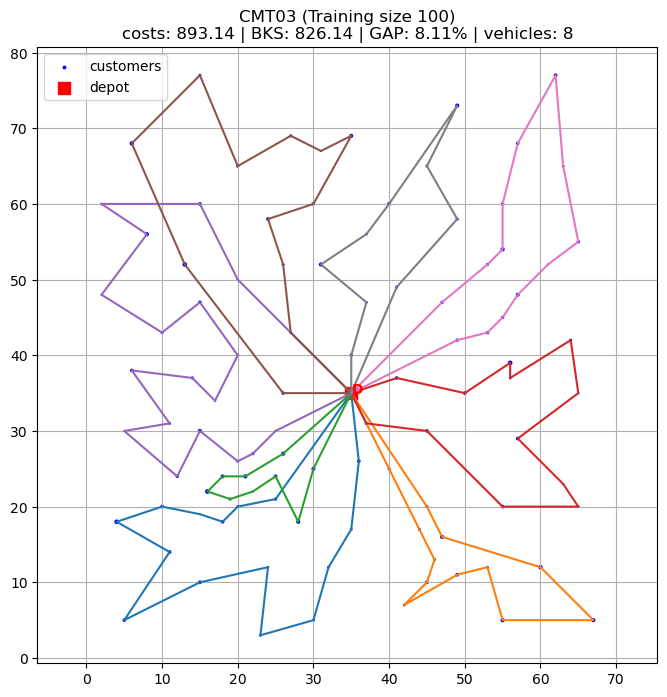 CMT03 (Training size 100)
costs: 893.14 | BKS: 826.14 | GAP: 8.11% | vehicles: 8
customers
depot
80
70
60
50
40
30
20
10
0
D
0 10 20 30 40 50 60 70